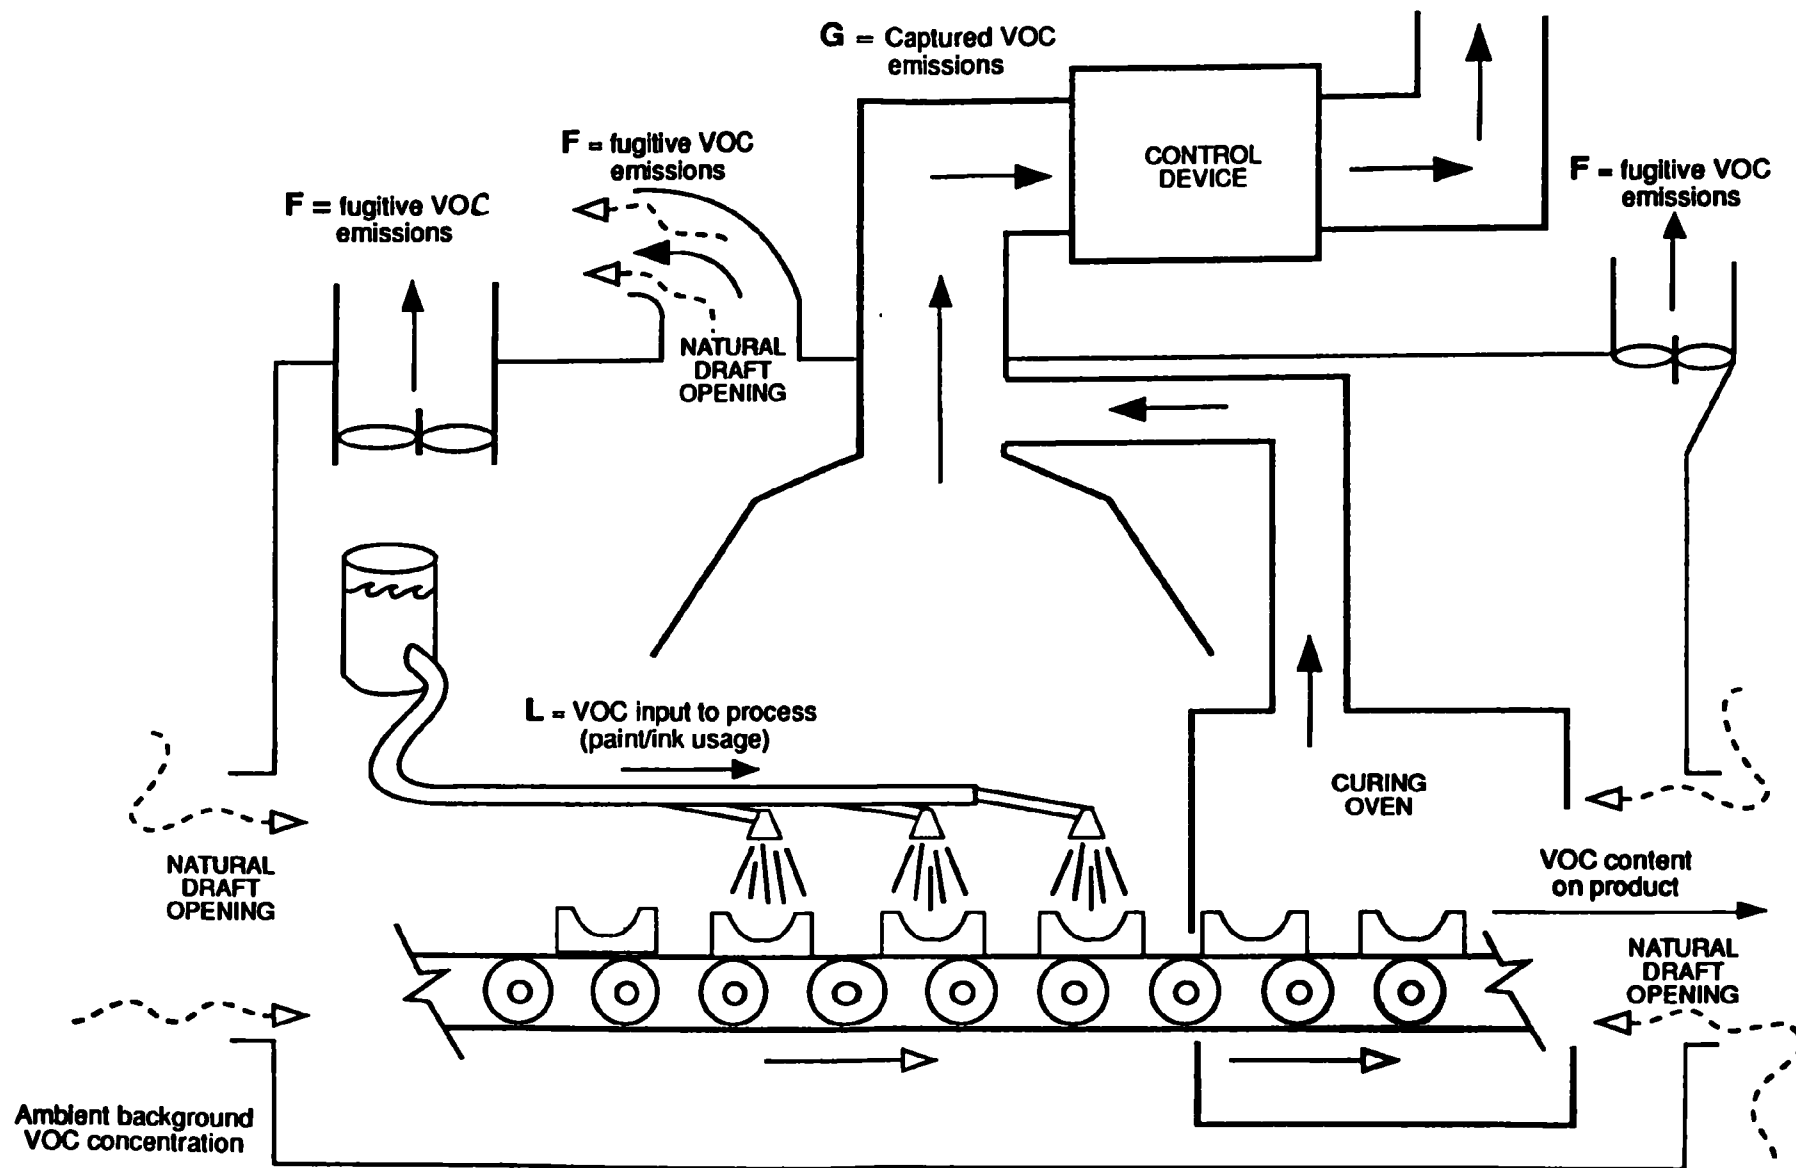 G = Captured VOC
emissions
F = fugitive VOC
emissions
F = fugitive VOC
emissions
CONTROL
DEVICE
F = fugitive VOC
emissions
NATURAL
DRAFT
OPENING
L = VOC input to process
(paint/ink usage)
CURING
OVEN
NATURAL
DRAFT
OPENING
VOC content
on product
NATURAL
DRAFT
OPENING
Ambient background
VOC concentration